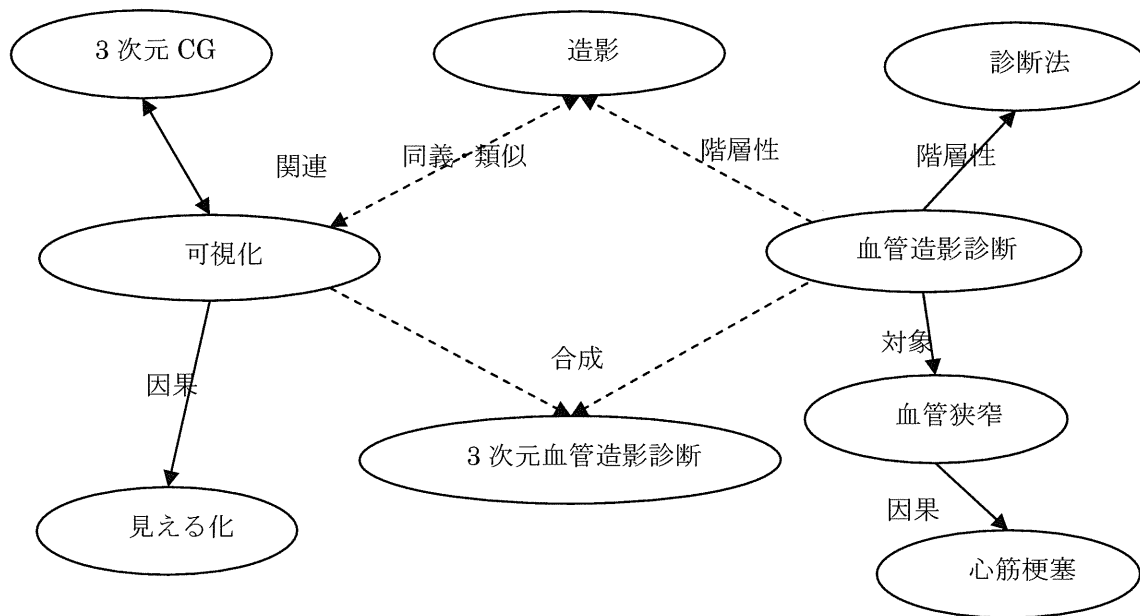 3 次元 CG
造影
診断法
関連
同義・類似
階層性
階層性
可視化
血管造影診断
対象
因果
合成
血管狭窄
3 次元血管造影診断
因果
見える化
心筋梗塞